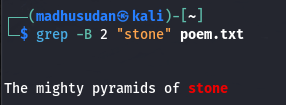 ┌──(madhusudan㉿kali)-[~]
└─$ grep -B 2 "stone" poem.txt
The mighty pyramids of stone